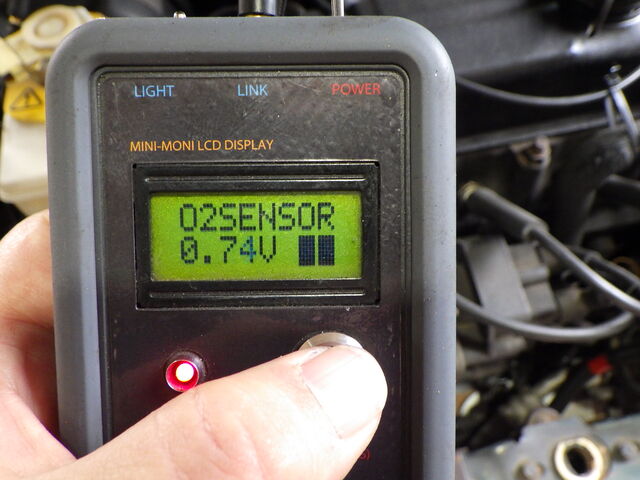 LIGHT LINK POWER
MINI-MONI LCD DISPLAY
O2SENSOR
0.74V